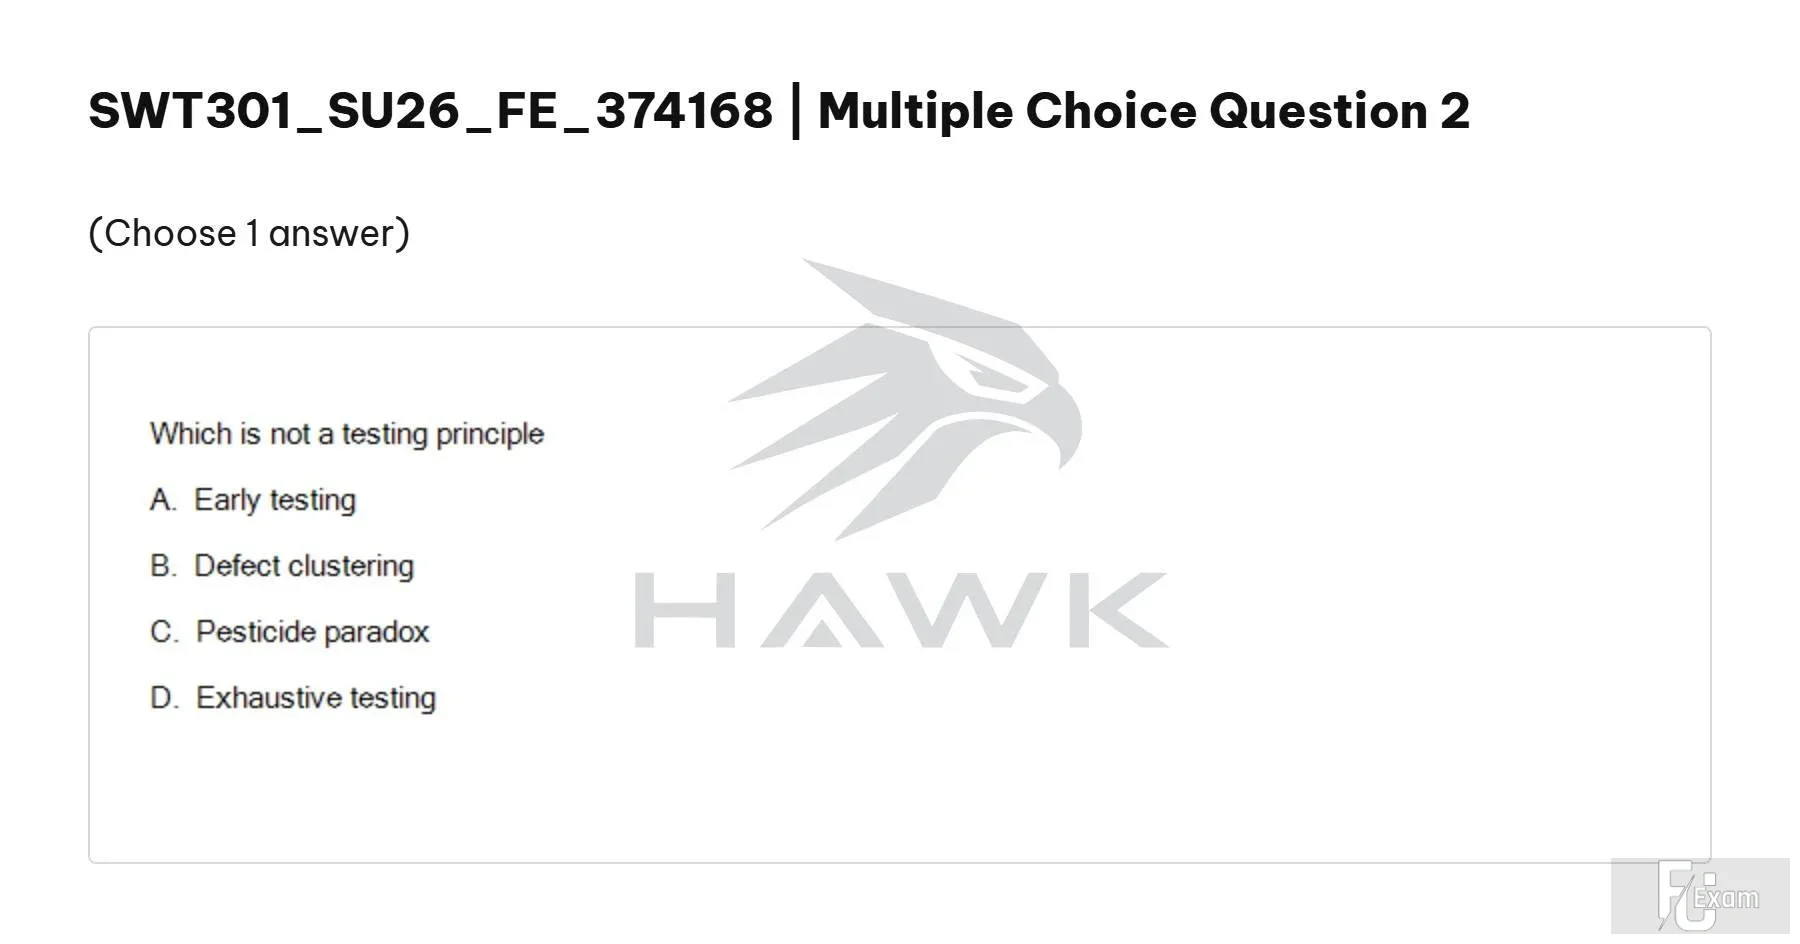 SWT301_SU26_FE_374168 | Multiple Choice Question 2
(Choose 1 answer)
Which is not a testing principle
A. Early testing
B. Defect clustering
C. Pesticide paradox
D. Exhaustive testing
HAWK
FU Exam